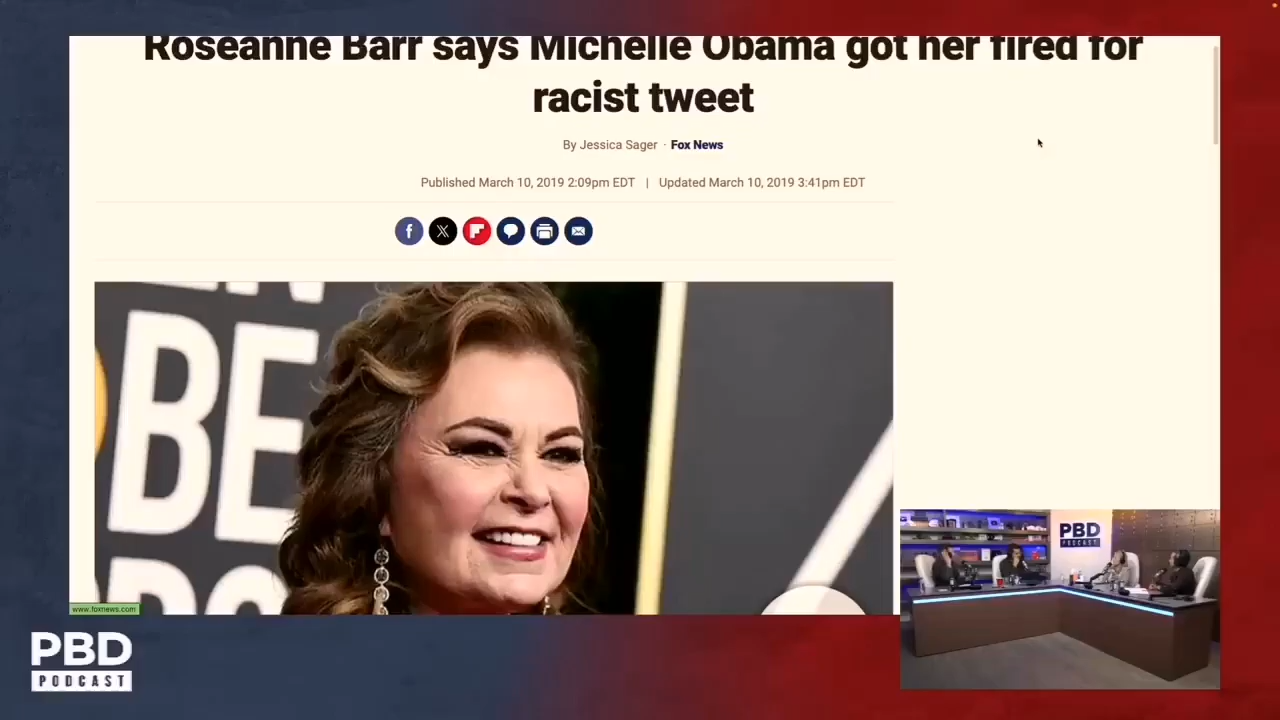 Roseanne Barr says Michelle Obama got her fired for
racist tweet
By Jessica Sager · Fox News
Published March 10, 2019 2:09pm EDT | Updated March 10, 2019 3:41pm EDT
BE
www.foxnews.com
PBD
PODCAST
PBD
PODCAST